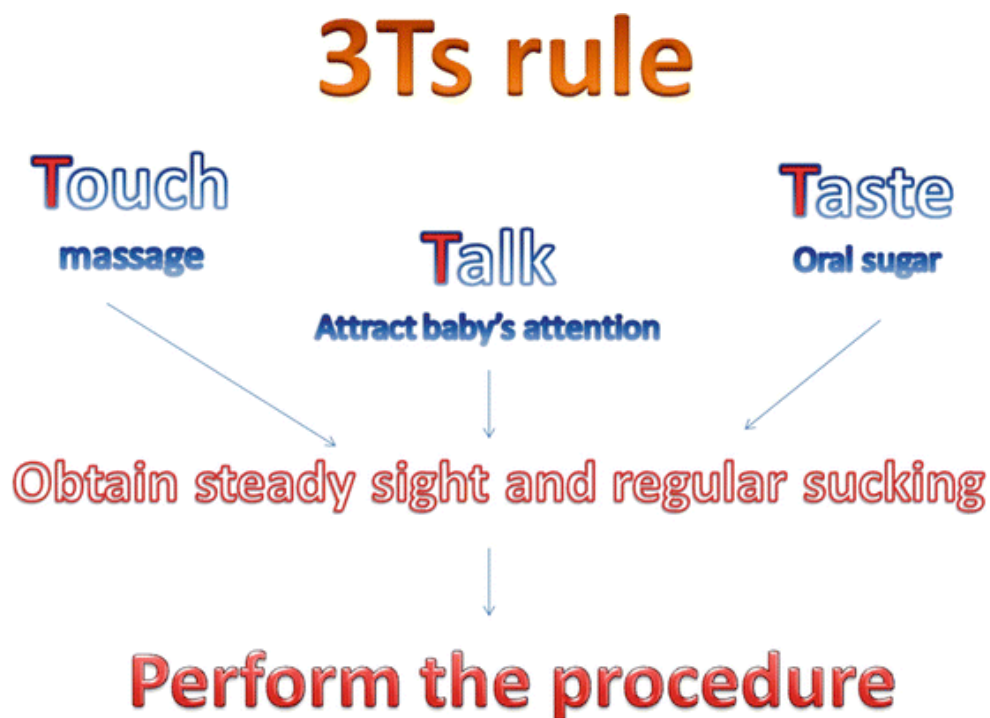 3Ts rule
Touch
massage
Talk
Attract baby's attention
Taste
Oral sugar
Obtain steady sight and regular sucking
Perform the procedure